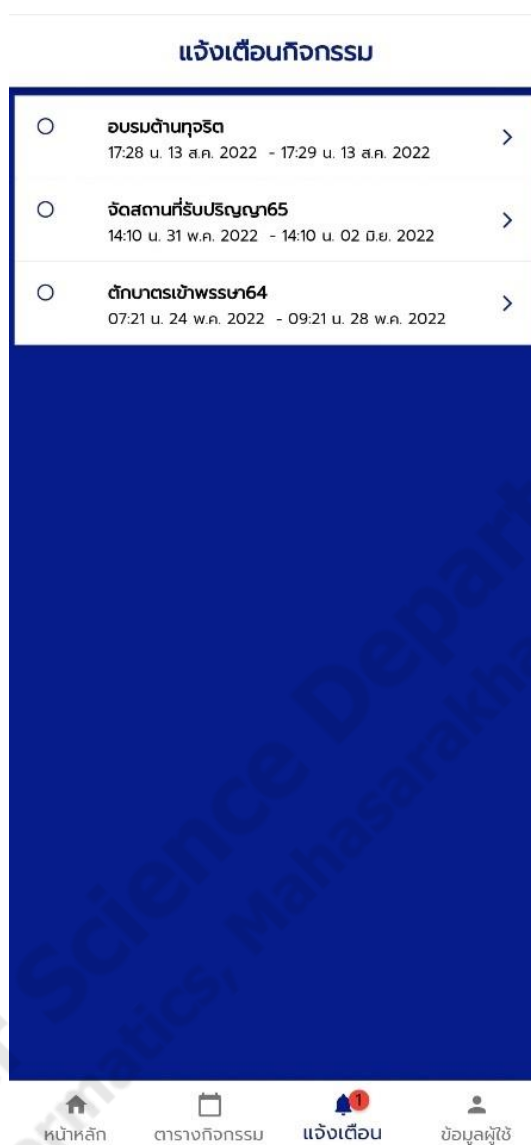 แจ้งเตือนกิจกรรม
อบรมต้านทุจริต
17:28 น. 13 ส.ค. 2022 - 17:29 น. 13 ส.ค. 2022
จัดสถานที่รับปริญญา65
14:10 น. 31 พ.ค. 2022 - 14:10 น. 02 มิ.ย. 2022
ตักบาตรเข้าพรรษา64
07:21 น. 24 พ.ค. 2022 - 09:21 น. 28 พ.ค. 2022
Science Depart
rmatics, Mahasarakha
1
หน้าหลัก ตารางกิจกรรม แจ้งเตือน ข้อมูลผู้ใช้